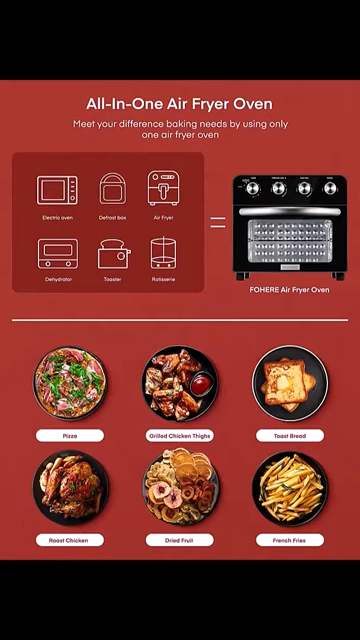 All-In-One Air Fryer Oven
Meet your difference baking needs by using only
one air fryer oven
Electric oven
Defrost box
Air Fryer
Dehydrator
Toaster
Rotisserie
=
FOHERE Air Fryer Oven
Pizza
Grilled Chicken Thighs
Toast Bread
Roast Chicken
Dried Fruit
French Fries